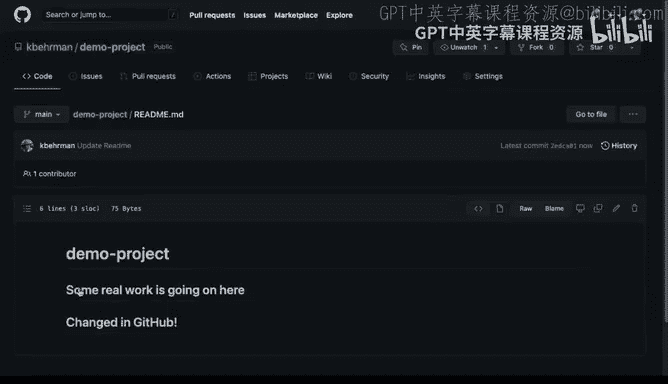 GPT中英字幕课程资源@bilibili.com
Search or jump to... / Pull requests Issues Marketplace Explore
GPT中英字幕课程资源 bilibili
kbehrman / demo-project Public Pin Unwatch 1 Fork 0 Star 0
Code Issues Pull requests Actions Projects Wiki Security Insights Settings
main demo-project / README.md Go to file ...
kbehrman Update Readme Latest commit now History
1 contributor
6 lines (3 sloc) 75 Bytes <> Raw Blame
demo-project
Some real work is going on here
Changed in GitHub!